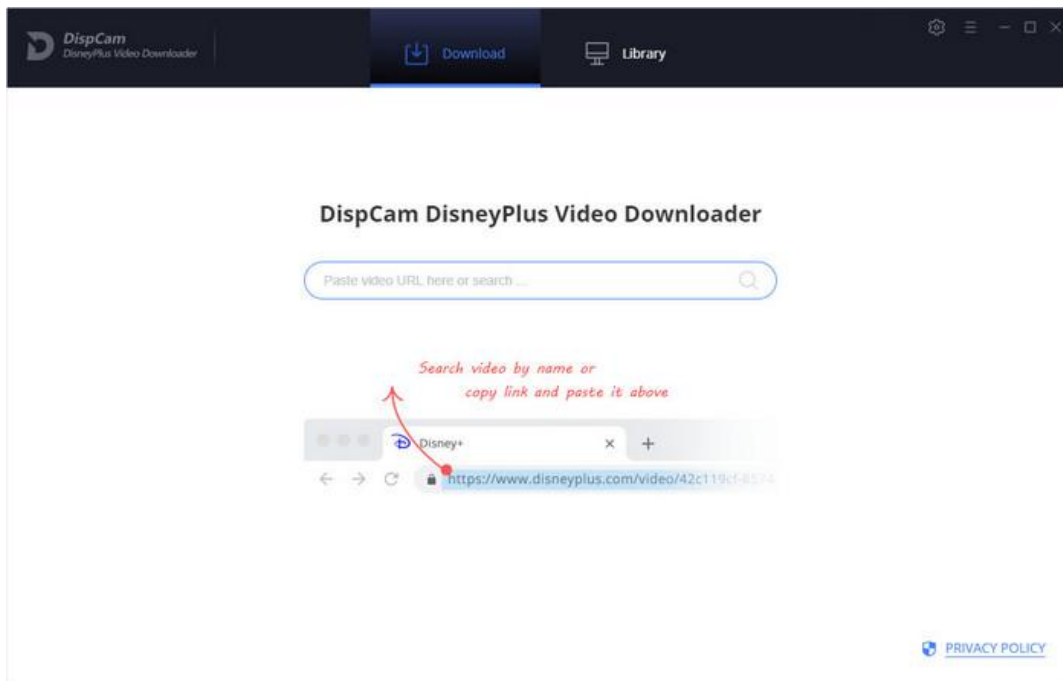 DispCam
DisneyPlus Video Downloader
Download
Library
DispCam DisneyPlus Video Downloader
Paste video URL here or search ...
Search video by name or
copy link and paste it above
Disney+
https://www.disneyplus.com/video/42c119cf-8574
PRIVACY POLICY